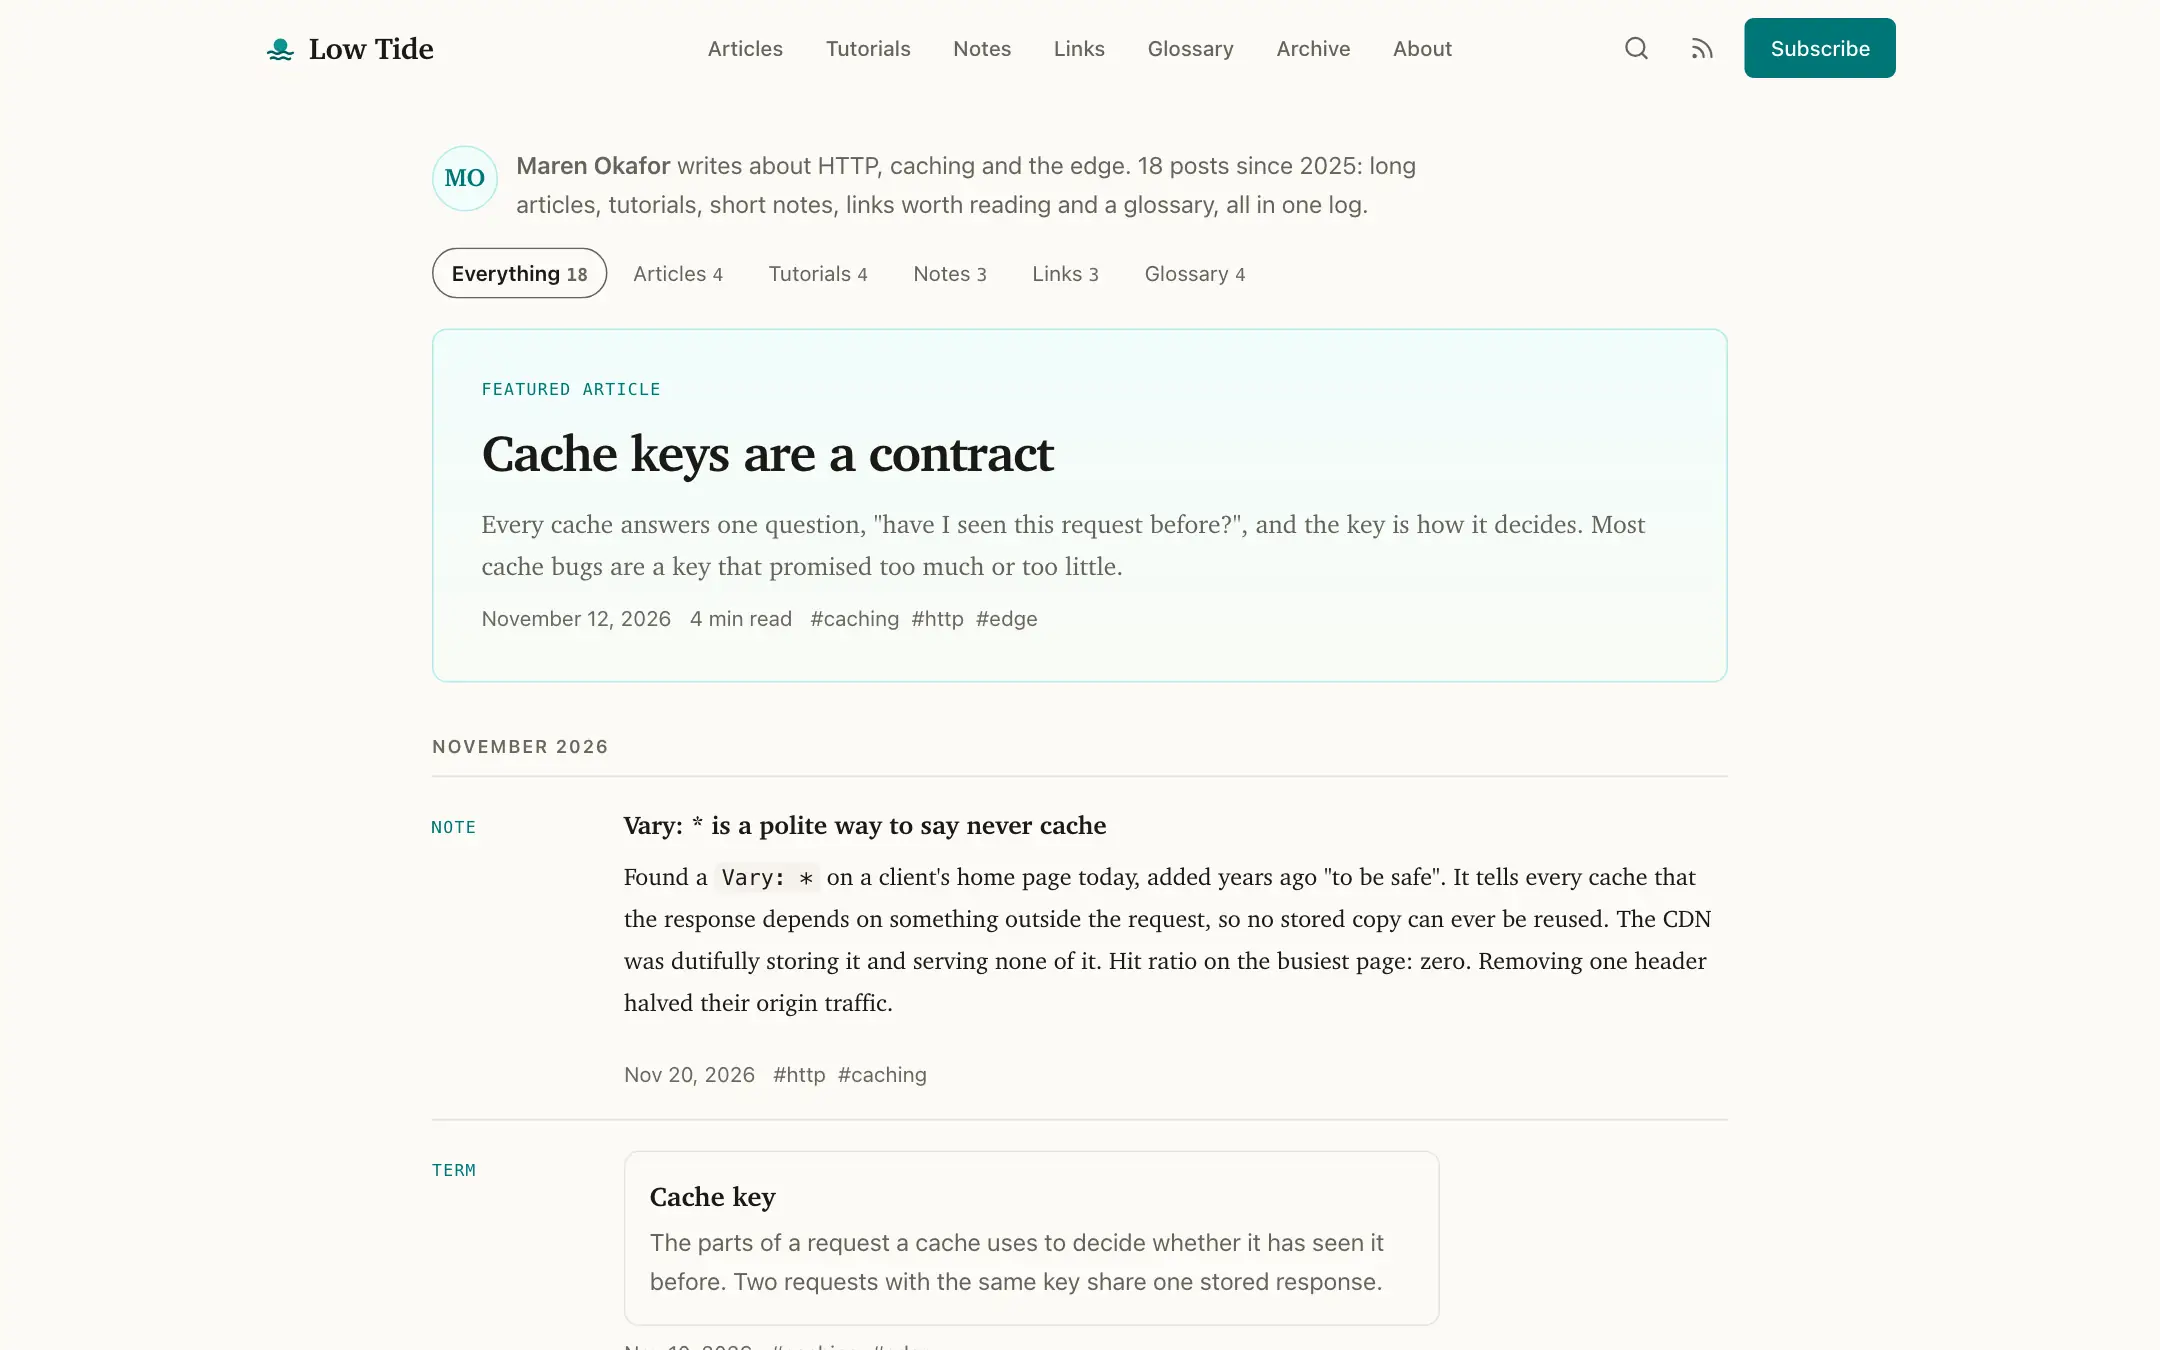 Low Tide
Articles Tutorials Notes Links Glossary Archive About
Subscribe
MO
Maren Okafor writes about HTTP, caching and the edge. 18 posts since 2025: long
articles, tutorials, short notes, links worth reading and a glossary, all in one log.
Everything 18 Articles 4 Tutorials 4 Notes 3 Links 3 Glossary 4
FEATURED ARTICLE
Cache keys are a contract
Every cache answers one question, "have I seen this request before?", and the key is how it decides. Most
cache bugs are a key that promised too much or too little.
November 12, 2026 4 min read #caching #http #edge
NOVEMBER 2026
NOTE
Vary: * is a polite way to say never cache
Found a Vary: * on a client's home page today, added years ago "to be safe". It tells every cache that
the response depends on something outside the request, so no stored copy can ever be reused. The CDN
was dutifully storing it and serving none of it. Hit ratio on the busiest page: zero. Removing one header
halved their origin traffic.
Nov 20, 2026 #http #caching
TERM
Cache key
The parts of a request a cache uses to decide whether it has seen it
before. Two requests with the same key share one stored response.